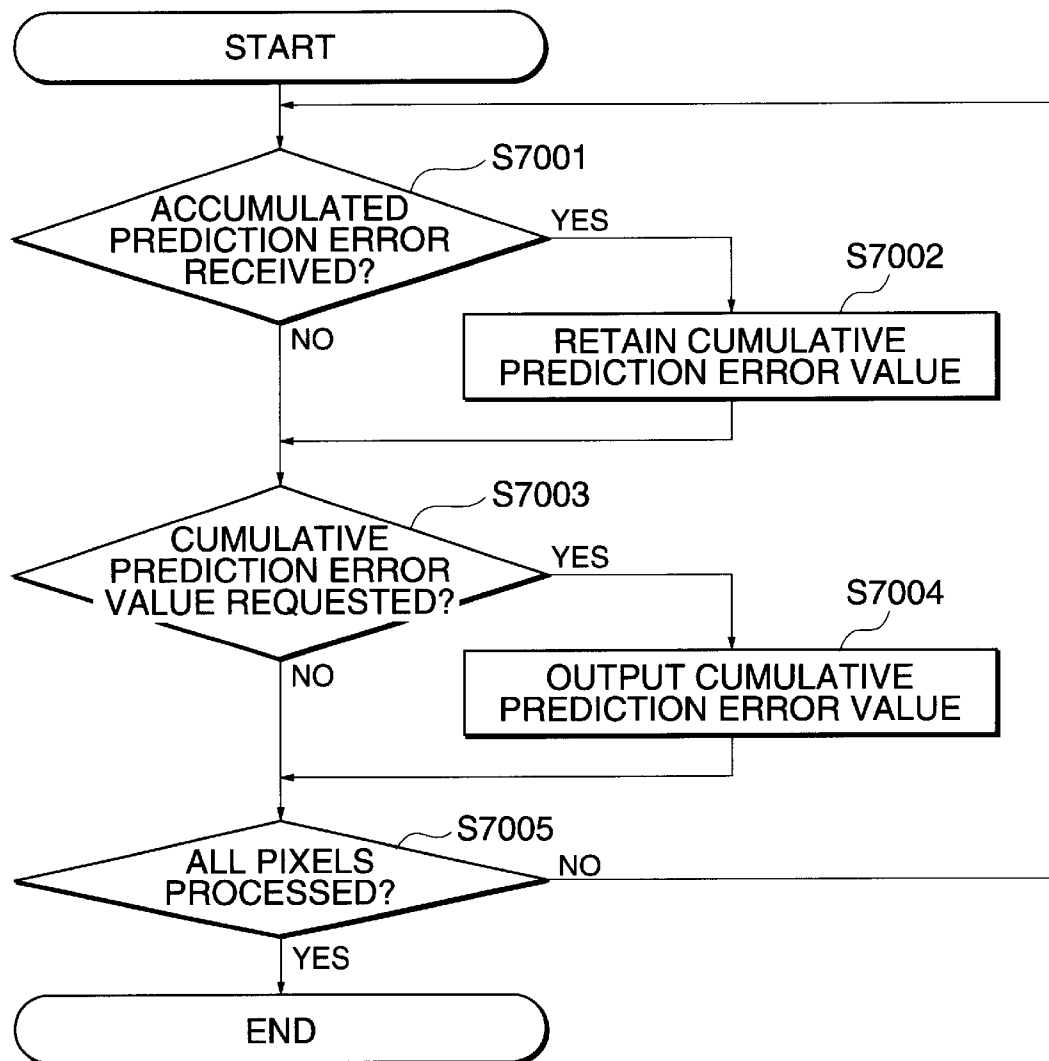 START
S7001
ACCUMULATED
PREDICTION ERROR
RECEIVED?
YES
NO
S7002
RETAIN CUMULATIVE
PREDICTION ERROR VALUE
S7003
CUMULATIVE
PREDICTION ERROR
VALUE REQUESTED?
YES
NO
S7004
OUTPUT CUMULATIVE
PREDICTION ERROR VALUE
S7005
ALL PIXELS
PROCESSED?
NO
YES
END